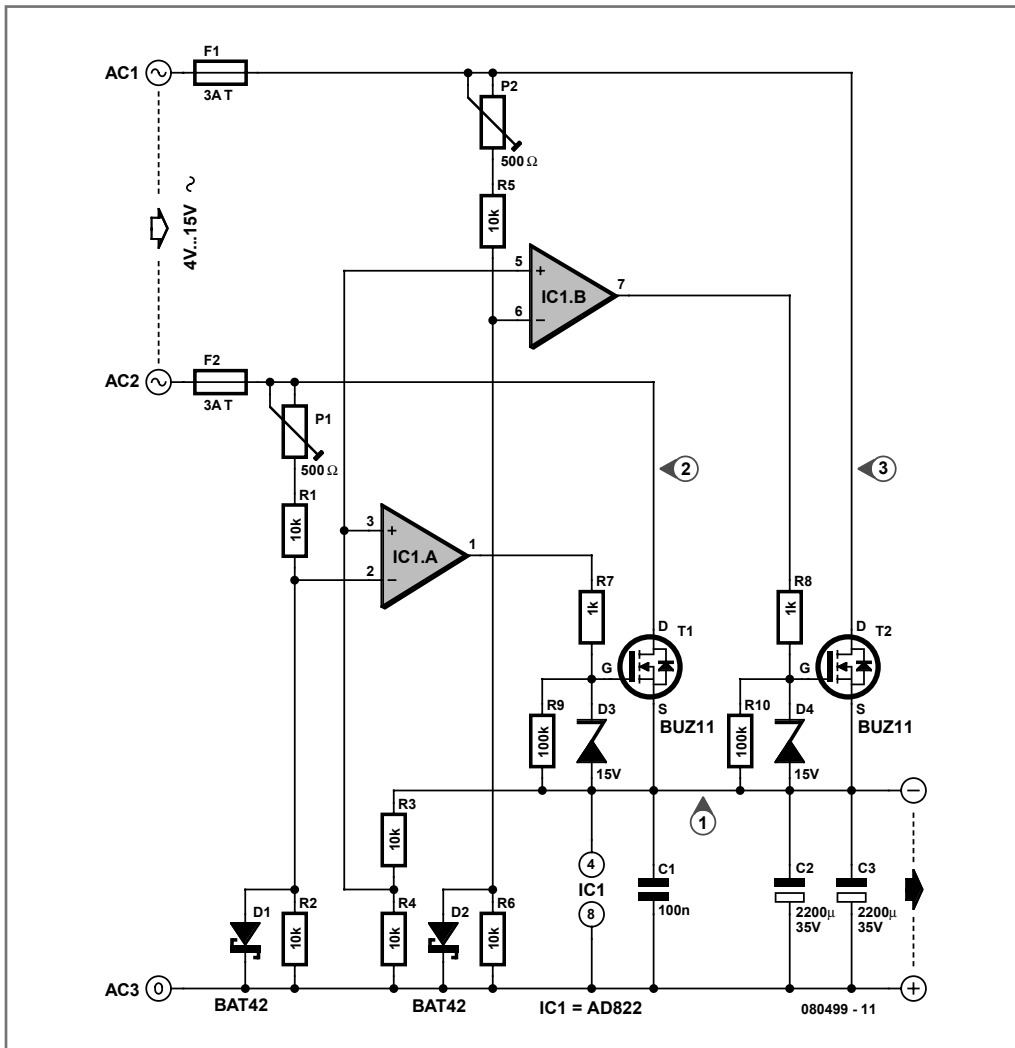 F1
AC1
3A T
P2
500 Ω
R5
10k
4V...15V ~
5
+
IC1.B
7
6
−
F2
AC2
3A T
P1
500 Ω
R1
10k
2
3
3
+
IC1.A
1
2
−
R7
1k
R8
1k
D
T1
D
T2
G
G
R9
D3
S
R10
D4
S
BUZ11
BUZ11
100k
100k
15V
15V
−
R3
10k
1
4
IC1
8
C1
100n
C2
2200µ
35V
C3
2200µ
35V
D1
R2
10k
R4
10k
D2
R6
10k
AC3
0
+
BAT42
BAT42
IC1 = AD822
080499 - 11